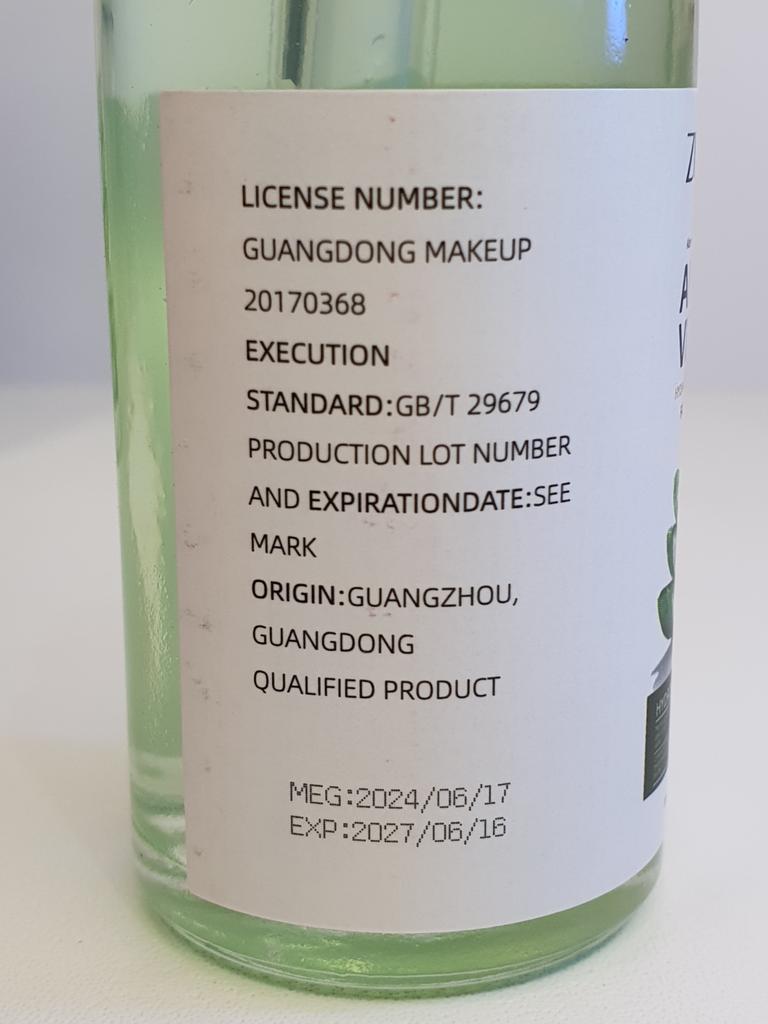 LICENSE NUMBER:
GUANGDONG MAKEUP
20170368
EXECUTION
STANDARD:GB/T 29679
PRODUCTION LOT NUMBER
AND EXPIRATIONDATE:SEE
MARK
ORIGIN:GUANGZHOU,
GUANGDONG
QUALIFIED PRODUCT
MEG:2024/06/17
EXP:2027/06/16